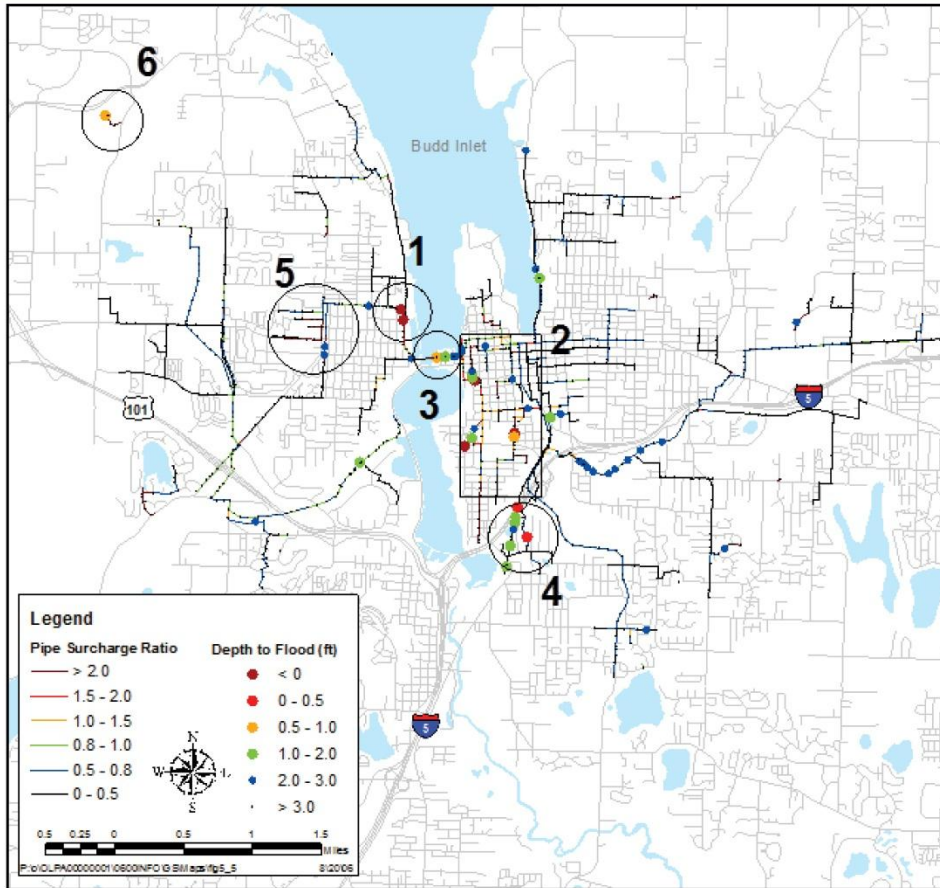 6
Budd Inlet
1
5
2
3
101
5
4
Legend
Pipe Surcharge Ratio
> 2.0
1.5 - 2.0
1.0 - 1.5
0.8 - 1.0
0.5 - 0.8
0 - 0.5
Depth to Flood (ft)
< 0
0 - 0.5
0.5 - 1.0
1.0 - 2.0
2.0 - 3.0
> 3.0
N
W
S
5
0.5 0.25 0 0.5 1 1.5
Miles
8/2006